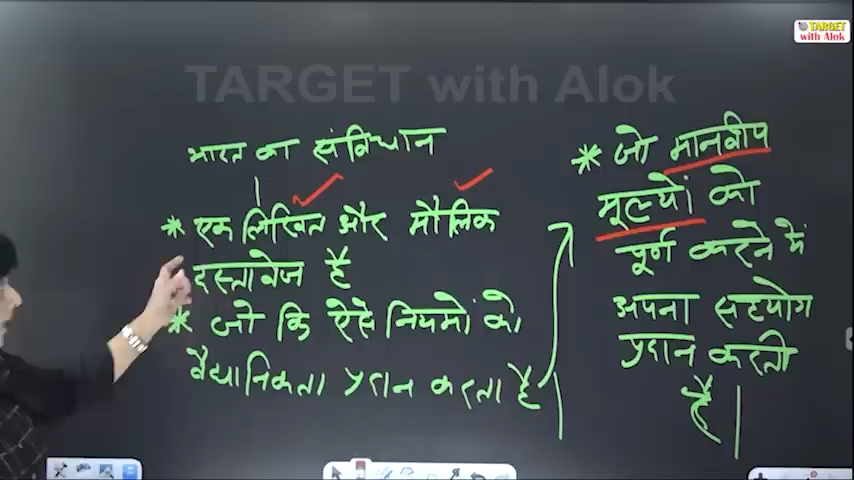 TARGET
with Alok
TARGET with Alok
भारत का संविधान
* एक लिखित और मौलिक
दस्तावेज है
* जो कि ऐसे नियमों को
वैधानिकता प्रदान करता है
* जो मानवीय
मूल्यों को
पूर्ण करने में
अपना सहयोग
प्रदान करती
है